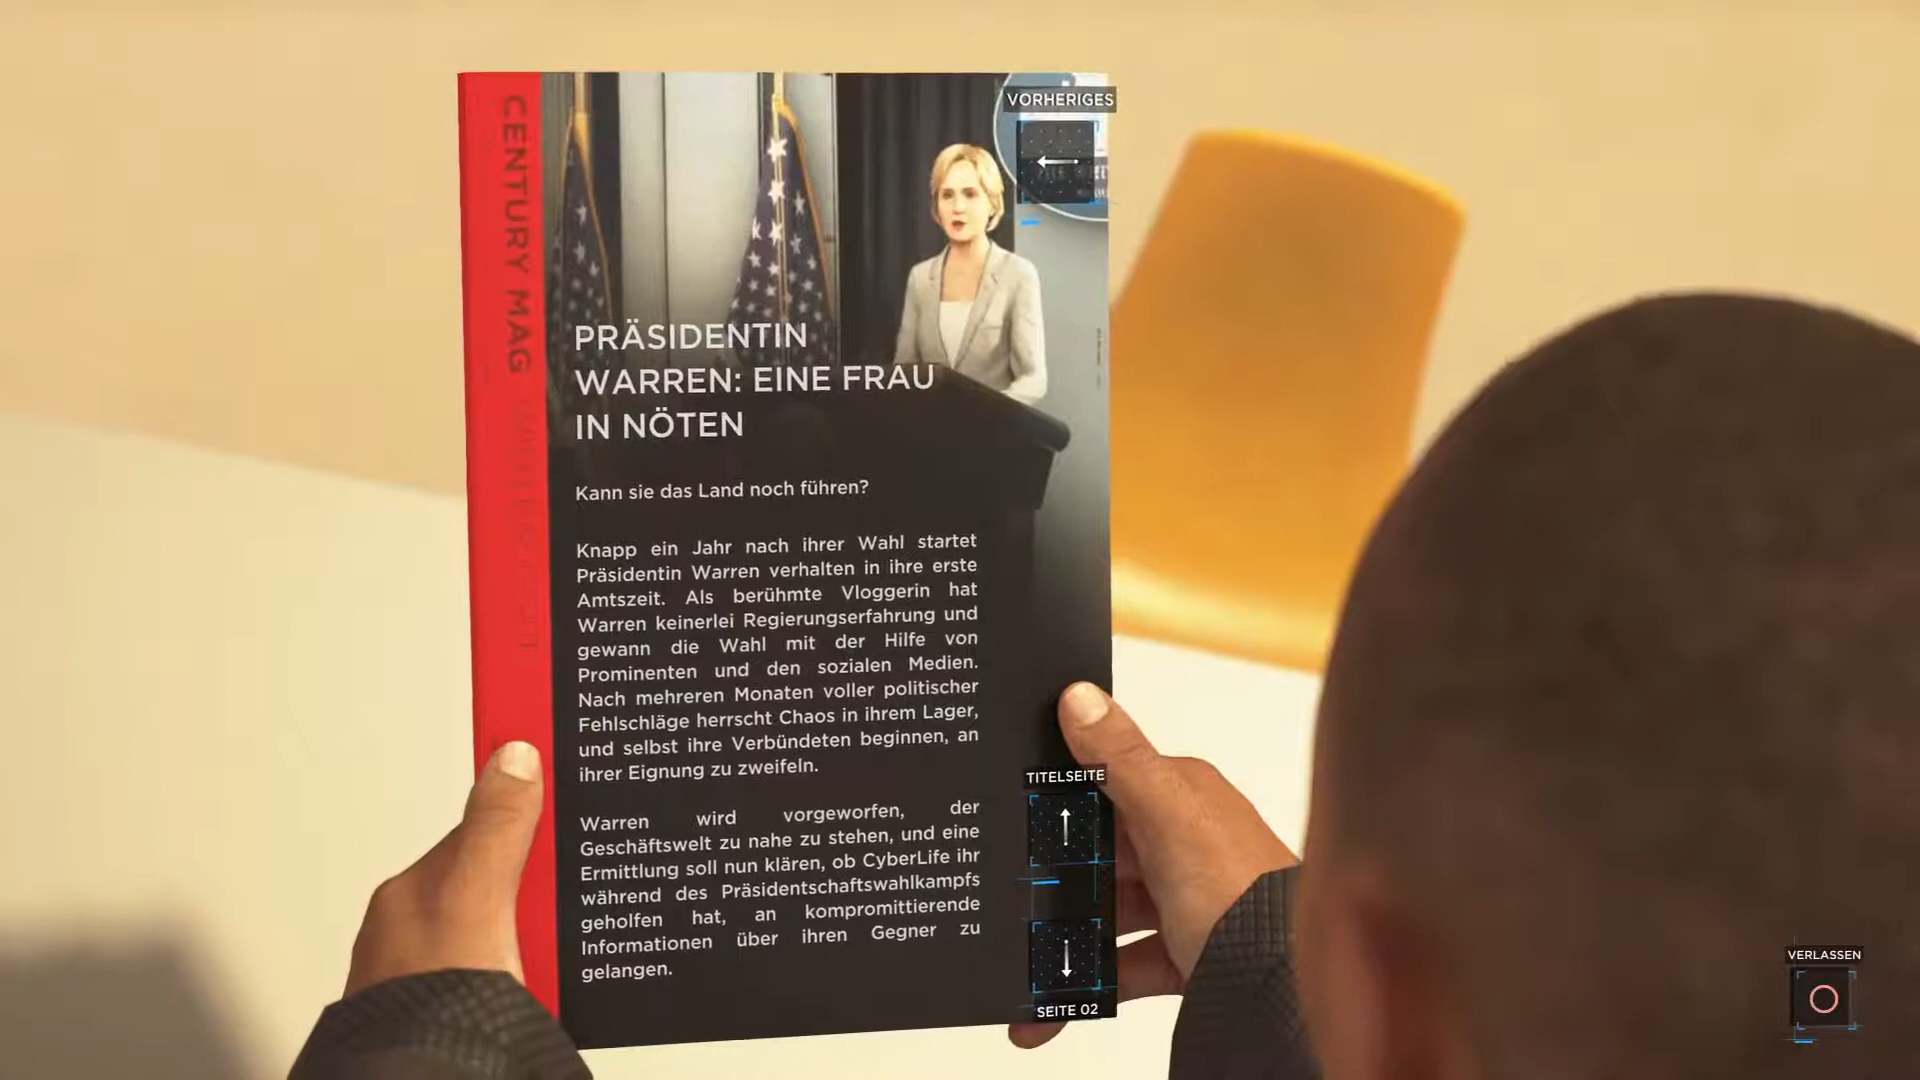 CENTURY MAG
VORHERIGES
PRÄSIDENTIN
WARREN: EINE FRAU
IN NÖTEN
Kann sie das Land noch führen?
Knapp ein Jahr nach ihrer Wahl startet
Präsidentin Warren verhalten in ihre erste
Amtszeit. Als berühmte Vloggerin hat
Warren keinerlei Regierungserfahrung und
gewann die Wahl mit der Hilfe von
Prominenten und den sozialen Medien.
Nach mehreren Monaten voller politischer
Fehlschläge herrscht Chaos in ihrem Lager,
und selbst ihre Verbündeten beginnen, an
ihrer Eignung zu zweifeln.
Warren wird vorgeworfen, der
Geschäftswelt zu nahe zu stehen, und eine
Ermittlung soll nun klären, ob CyberLife ihr
während des Präsidentschaftswahlkampfs
geholfen hat, an kompromittierende
Informationen über ihren Gegner zu
gelangen.
TITELSEITE
SEITE 02
VERLASSEN